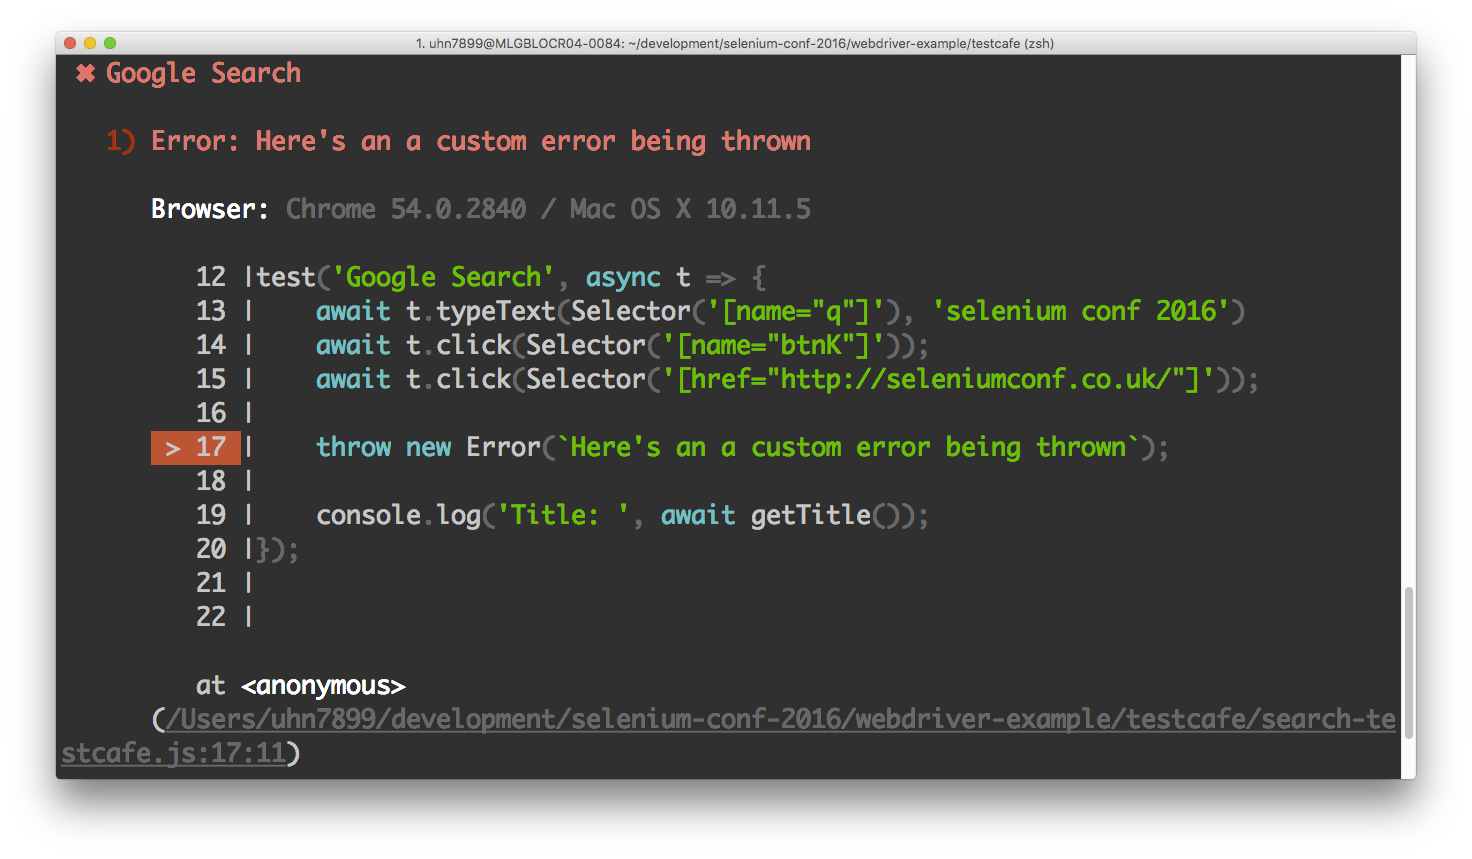 1. uhn7899@MLGBLOCR04-0084: ~/development/selenium-conf-2016/webdriver-example/testcafe (zsh)
✖ Google Search
1) Error: Here's an a custom error being thrown
Browser: Chrome 54.0.2840 / Mac OS X 10.11.5
12 |test('Google Search', async t => {
13 |    await t.typeText(Selector('[name="q"]'), 'selenium conf 2016')
14 |    await t.click(Selector('[name="btnK"]'));
15 |    await t.click(Selector('[href="http://seleniumconf.co.uk/"]'));
16 |
> 17 |    throw new Error(`Here's an a custom error being thrown`);
18 |
19 |    console.log('Title: ', await getTitle());
20 |});
21 |
22 |
at <anonymous>
(/Users/uhn7899/development/selenium-conf-2016/webdriver-example/testcafe/search-te
stcafe.js:17:11)